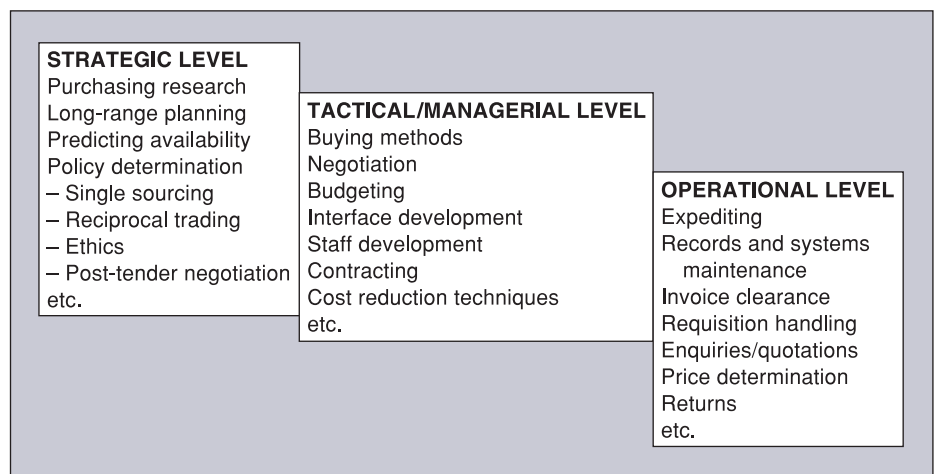 STRATEGIC LEVEL
Purchasing research
Long-range planning
Predicting availability
Policy determination
– Single sourcing
– Reciprocal trading
– Ethics
– Post-tender negotiation
etc.
TACTICAL/MANAGERIAL LEVEL
Buying methods
Negotiation
Budgeting
Interface development
Staff development
Contracting
Cost reduction techniques
etc.
OPERATIONAL LEVEL
Expediting
Records and systems
maintenance
Invoice clearance
Requisition handling
Enquiries/quotations
Price determination
Returns
etc.